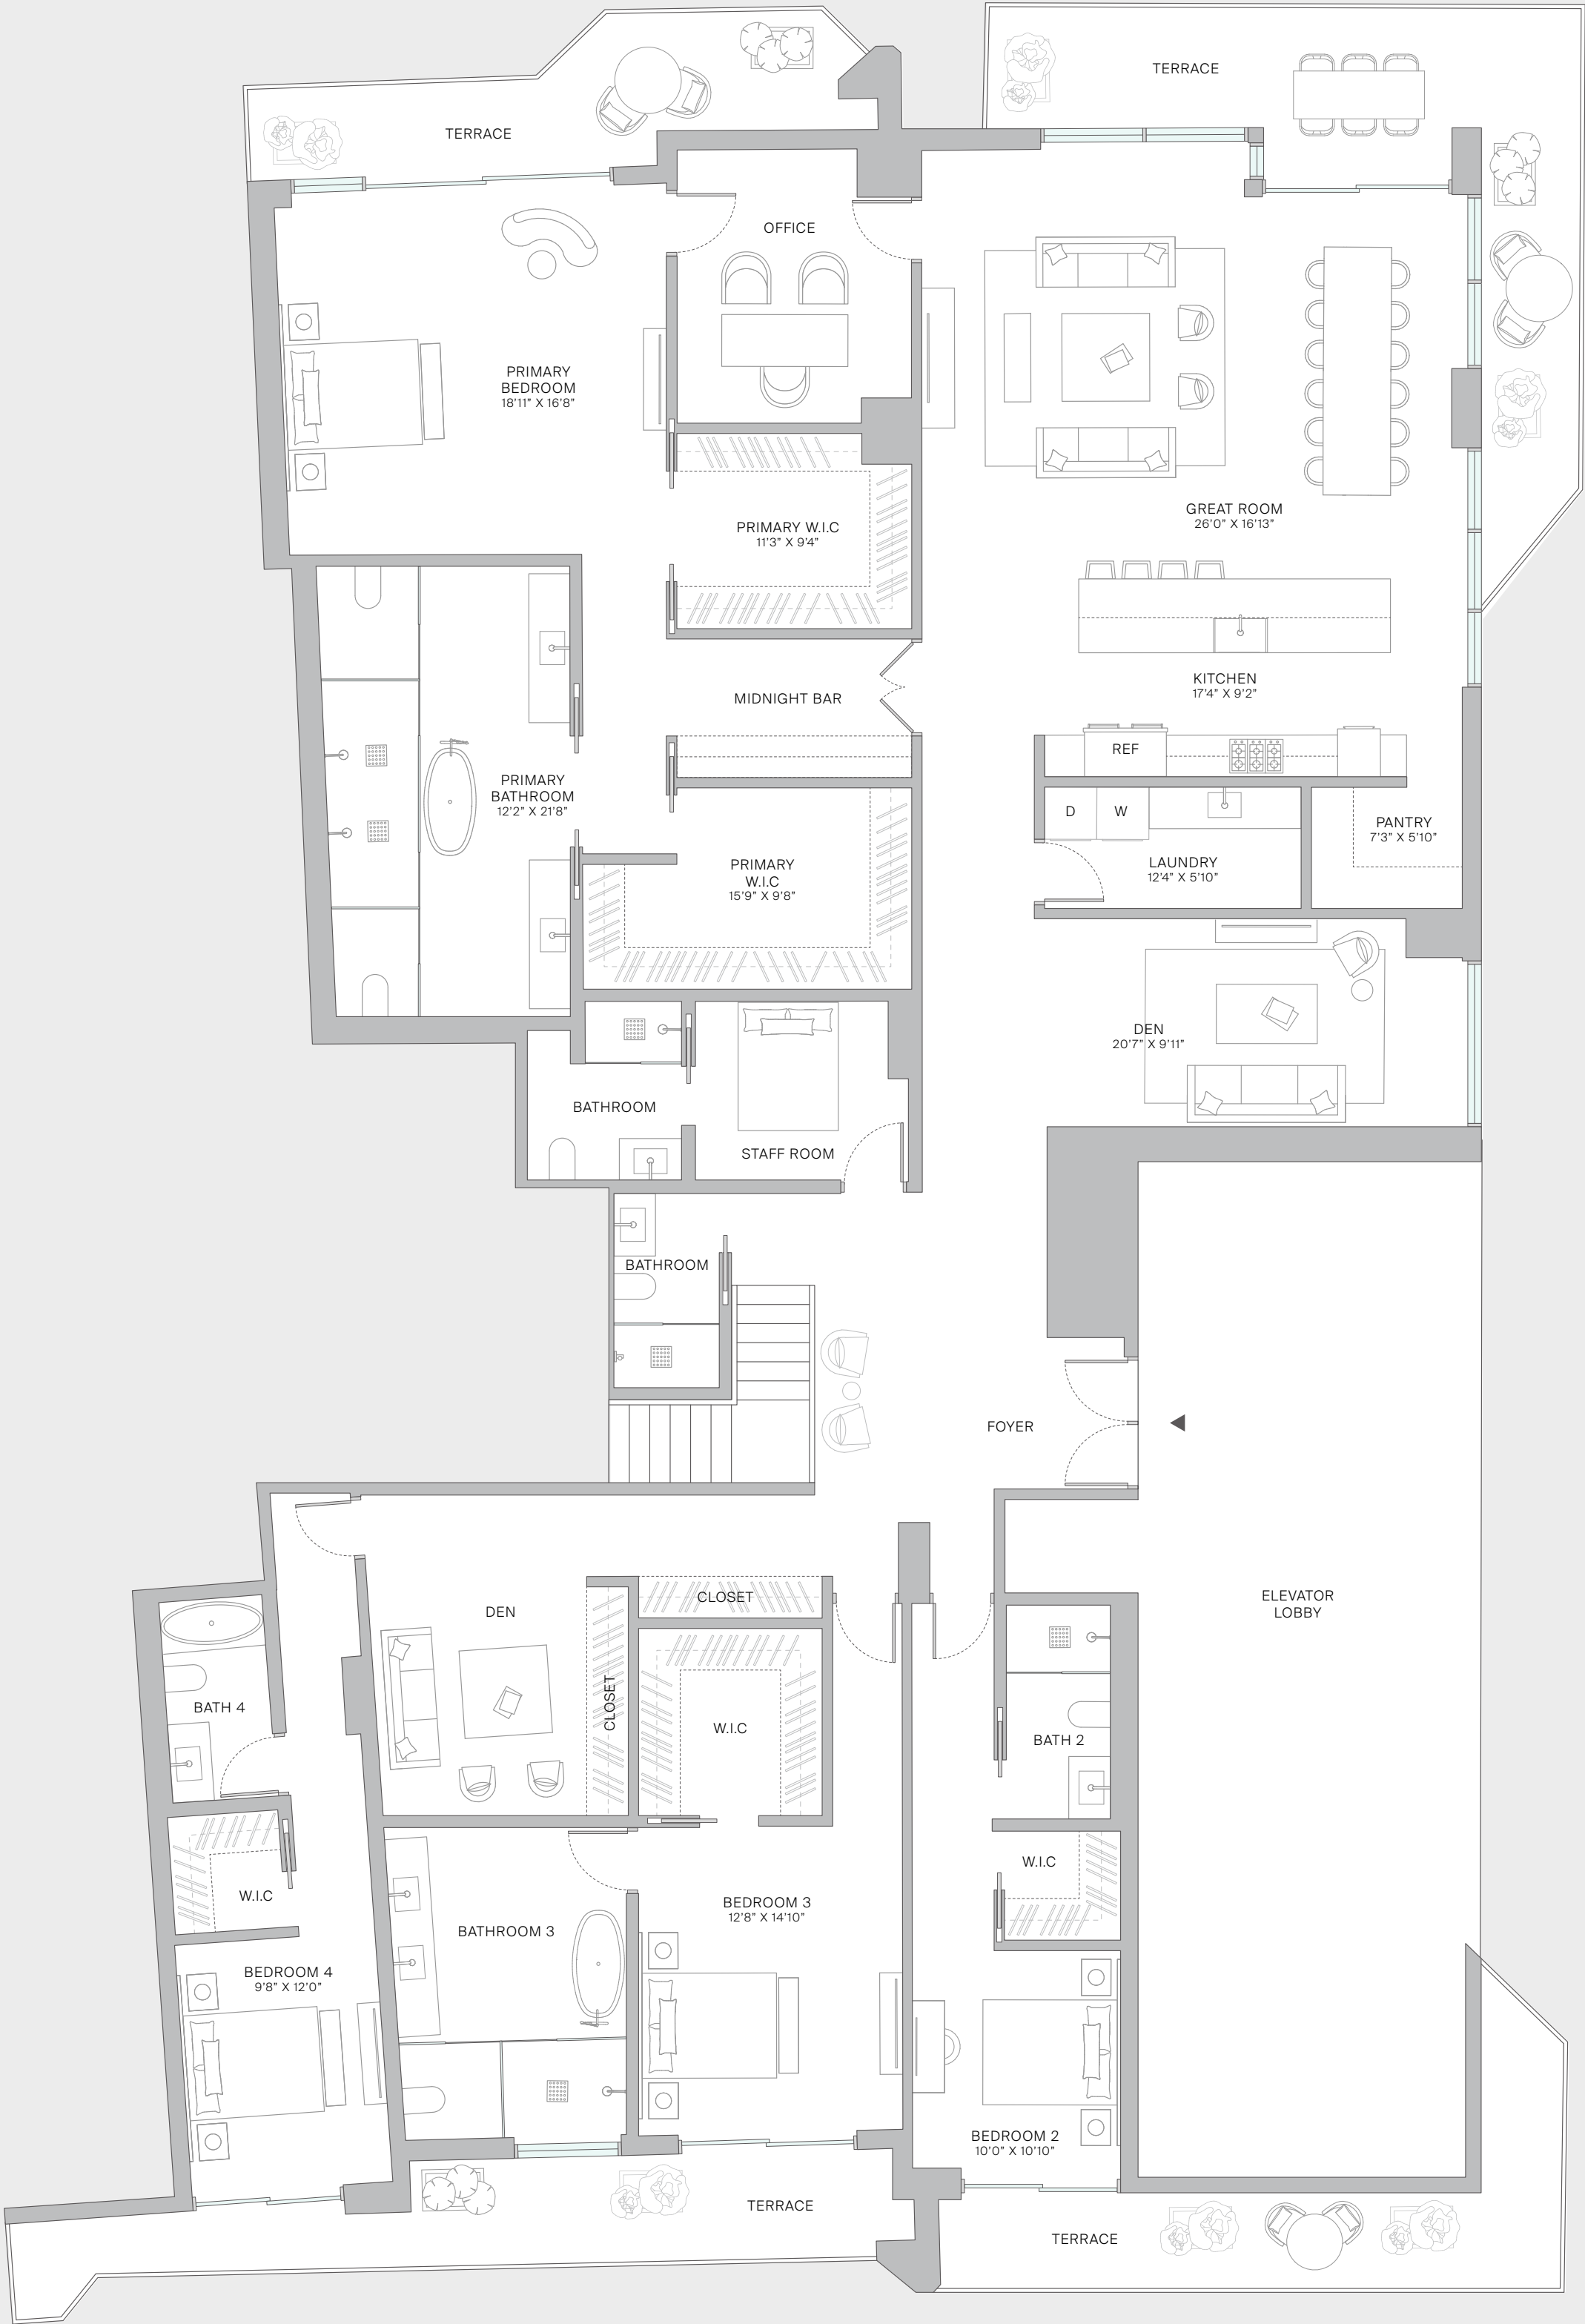 TERRACE
TERRACE
OFFICE
PRIMARY
BEDROOM
18'11" X 16'8"
PRIMARY W.I.C
11'3" X 9'4"
GREAT ROOM
26'0" X 16'13"
MIDNIGHT BAR
KITCHEN
17'4" X 9'2"
REF
PRIMARY
BATHROOM
12'2" X 21'8"
D
W
PANTRY
7'3" X 5'10"
PRIMARY
W.I.C
15'9" X 9'8"
LAUNDRY
12'4" X 5'10"
DEN
20'7" X 9'11"
BATHROOM
STAFF ROOM
BATHROOM
FOYER
ELEVATOR
LOBBY
DEN
CLOSET
CLOSET
BATH 4
W.I.C
BATH 2
W.I.C
W.I.C
BATHROOM 3
BEDROOM 3
12'8" X 14'10"
BEDROOM 4
9'8" X 12'0"
BEDROOM 2
10'0" X 10'10"
TERRACE
TERRACE